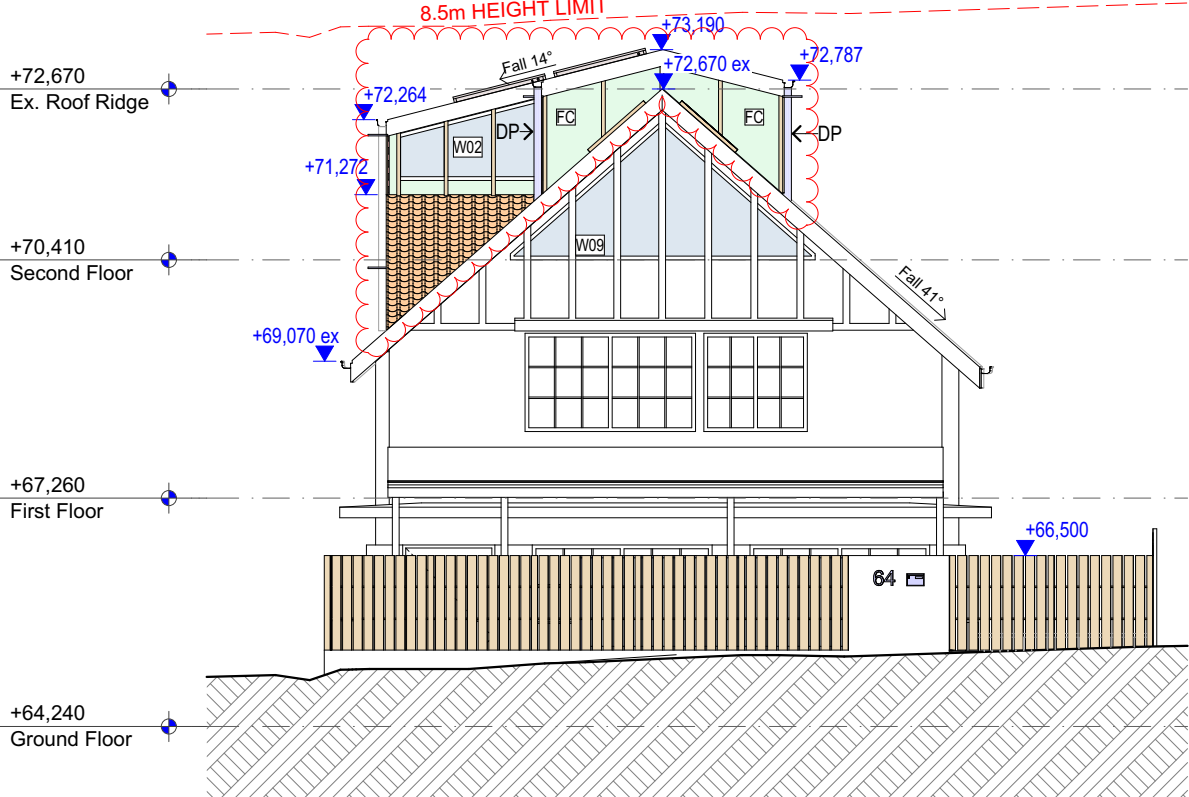 8.5m HEIGHT LIMIT
+73,190
Fall 14°
+72,787
+72,670 ex
+72,670
Ex. Roof Ridge
+72,264
FC
FC
DP
DP
W02
+71,272
+70,410
Second Floor
W09
Fall 41°
+69,070 ex
+67,260
First Floor
+66,500
64
+64,240
Ground Floor